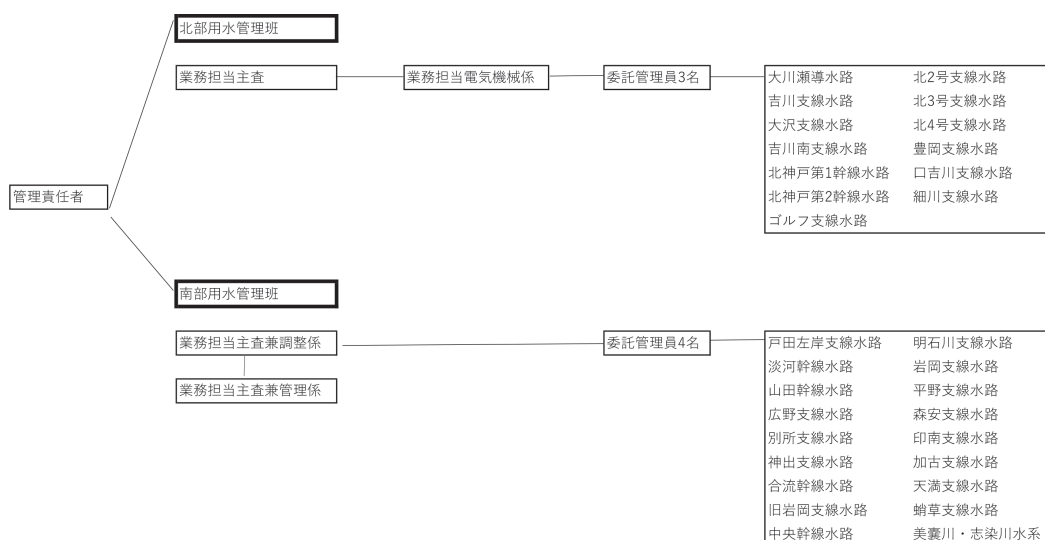 北部用水管理班
業務担当主査
業務担当電気機械係
委託管理員3名
大川瀬導水路 北2号支線水路
吉川支線水路 北3号支線水路
大沢支線水路 北4号支線水路
吉川南支線水路 豊岡支線水路
北神戸第1幹線水路 口吉川支線水路
北神戸第2幹線水路 細川支線水路
ゴルフ支線水路
管理責任者
南部用水管理班
業務担当主査兼調整係
委託管理員4名
業務担当主査兼管理係
戸田左岸支線水路 明石川支線水路
淡河幹線水路 岩岡支線水路
山田幹線水路 平野支線水路
広野支線水路 森安支線水路
別所支線水路 印南支線水路
神出支線水路 加古支線水路
合流幹線水路 天満支線水路
旧岩岡支線水路 蛸草支線水路
中央幹線水路 美嚢川・志染川水系